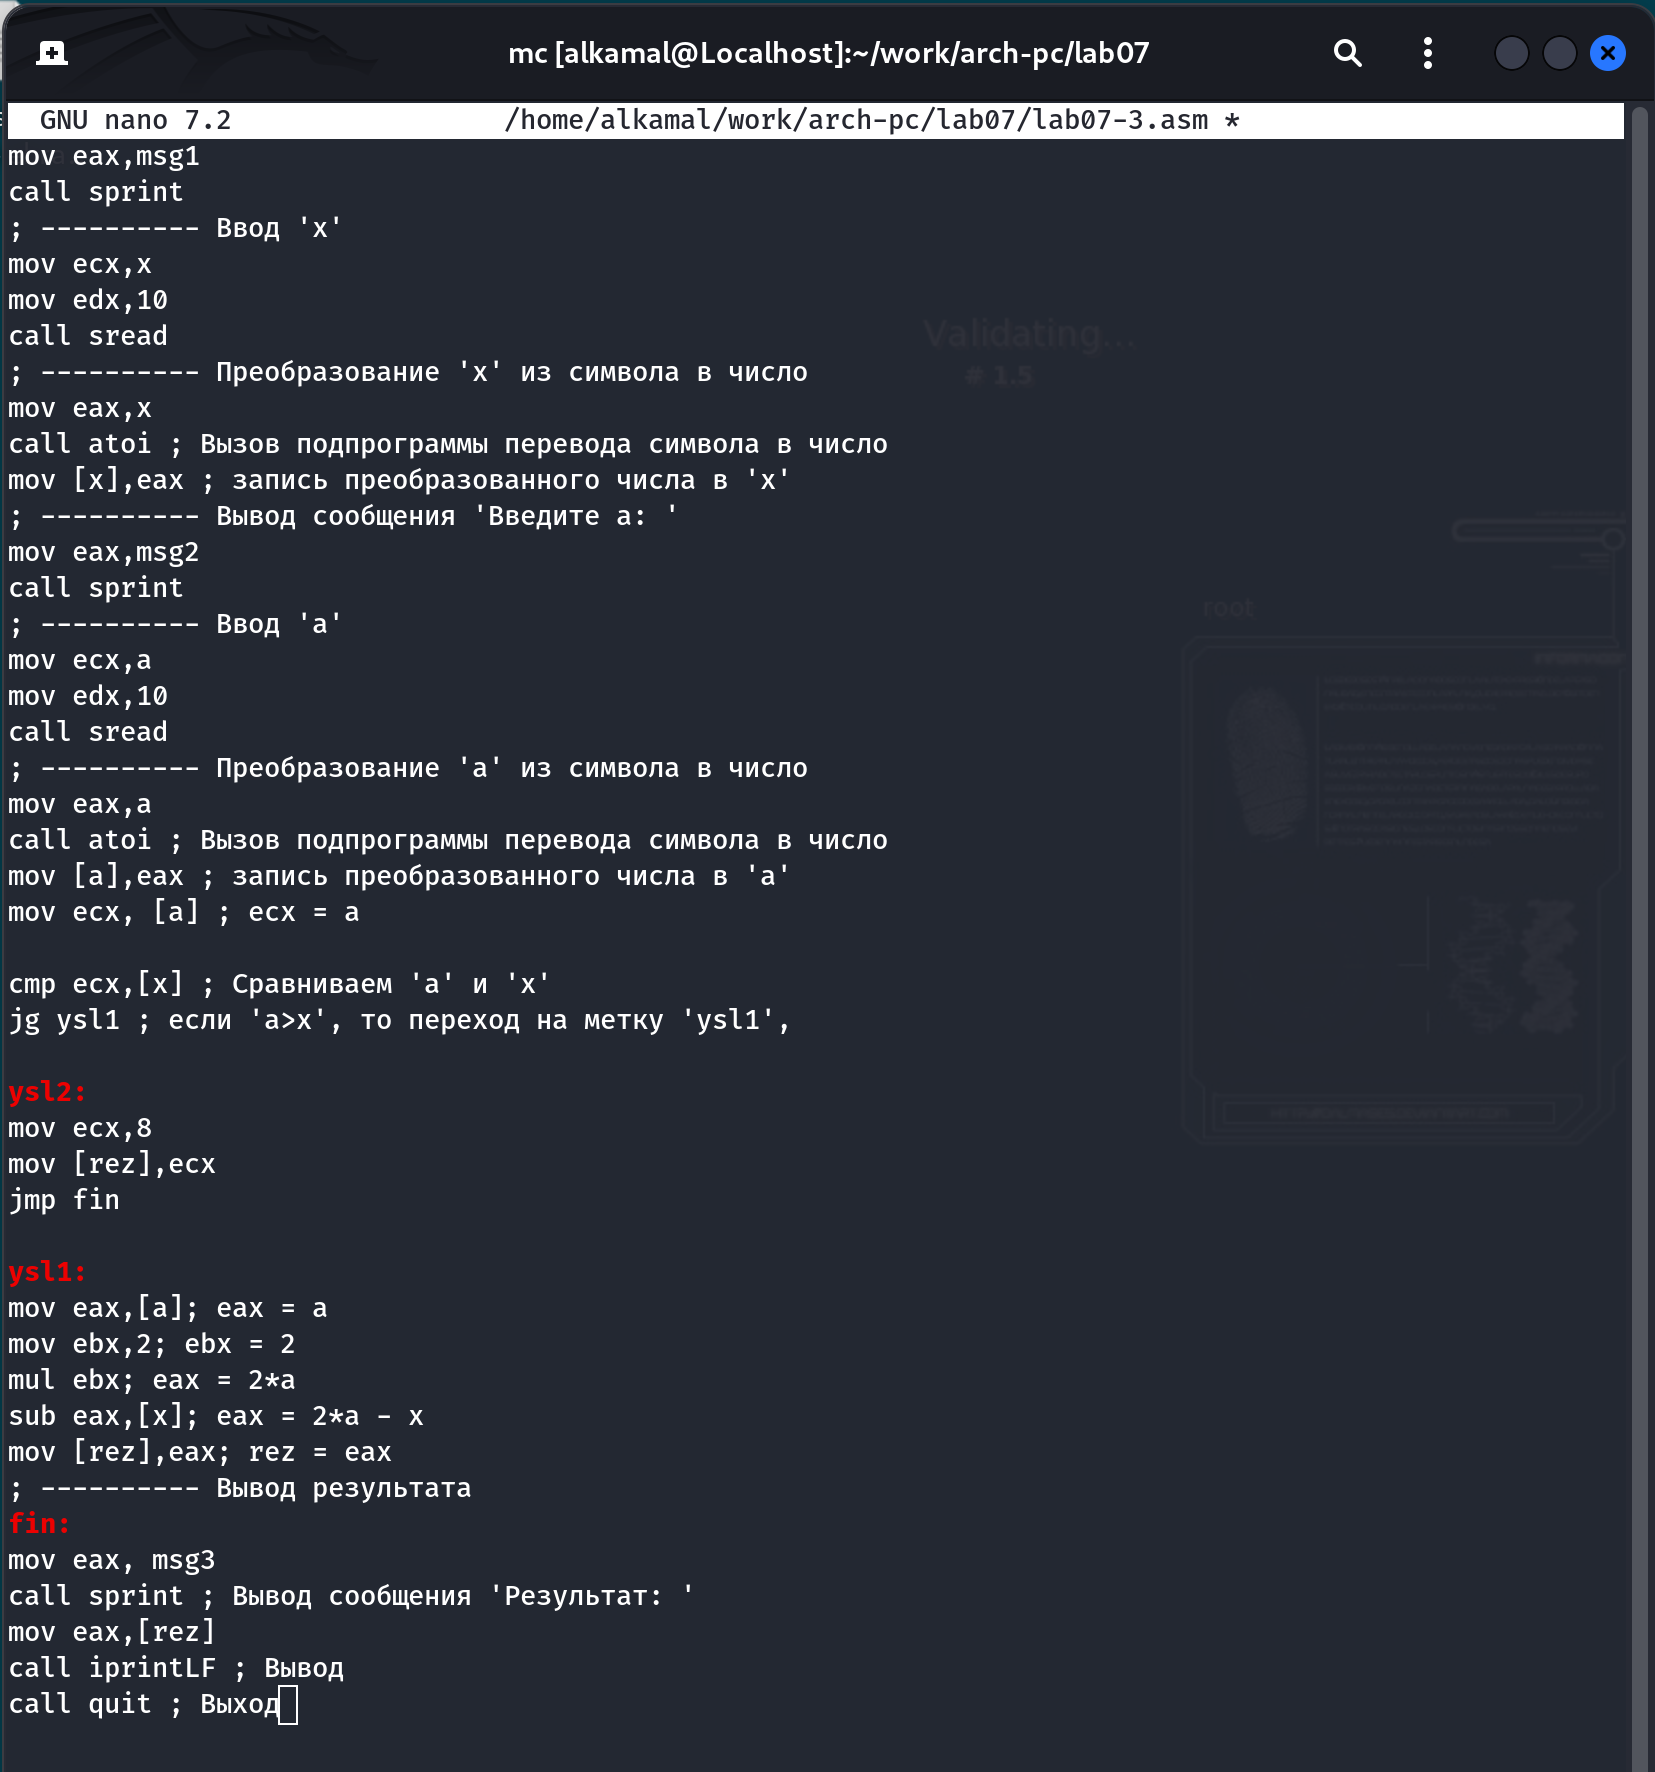 mc [alkamal@Localhost]:~/work/arch-pc/lab07
GNU nano 7.2 /home/alkamal/work/arch-pc/lab07/lab07-3.asm *
mov eax,msg1
call sprint
; ---------- Ввод 'x'
mov ecx,x
mov edx,10
call sread
; ---------- Преобразование 'x' из символа в число
mov eax,x
call atoi ; Вызов подпрограммы перевода символа в число
mov [x],eax ; запись преобразованного числа в 'x'
; ---------- Вывод сообщения 'Введите a: '
mov eax,msg2
call sprint
; ---------- Ввод 'a'
mov ecx,a
mov edx,10
call sread
; ---------- Преобразование 'a' из символа в число
mov eax,a
call atoi ; Вызов подпрограммы перевода символа в число
mov [a],eax ; запись преобразованного числа в 'a'
mov ecx, [a] ; ecx = a
cmp ecx,[x] ; Сравниваем 'a' и 'x'
jg ysl1 ; если 'a>x', то переход на метку 'ysl1',
ysl2:
mov ecx,8
mov [rez],ecx
jmp fin
ysl1:
mov eax,[a]; eax = a
mov ebx,2; ebx = 2
mul ebx; eax = 2*a
sub eax,[x]; eax = 2*a - x
mov [rez],eax; rez = eax
; ---------- Вывод результата
fin:
mov eax, msg3
call sprint ; Вывод сообщения 'Результат: '
mov eax,[rez]
call iprintLF ; Вывод
call quit ; Выход
Validating...
# 1.5
root